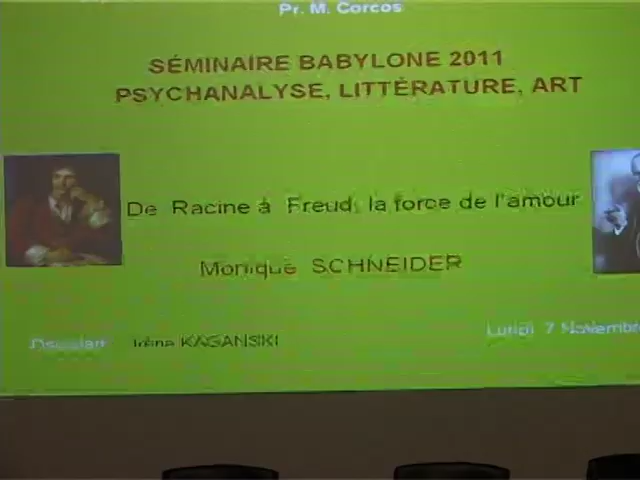 Pr. M. Corcos
SÉMINAIRE BABYLONE 2011
PSYCHANALYSE, LITTÉRATURE, ART
De Racine à Freud, la force de l'amour
Monique SCHNEIDER
Irène KAGANSKI
Lundi 7 Novembre